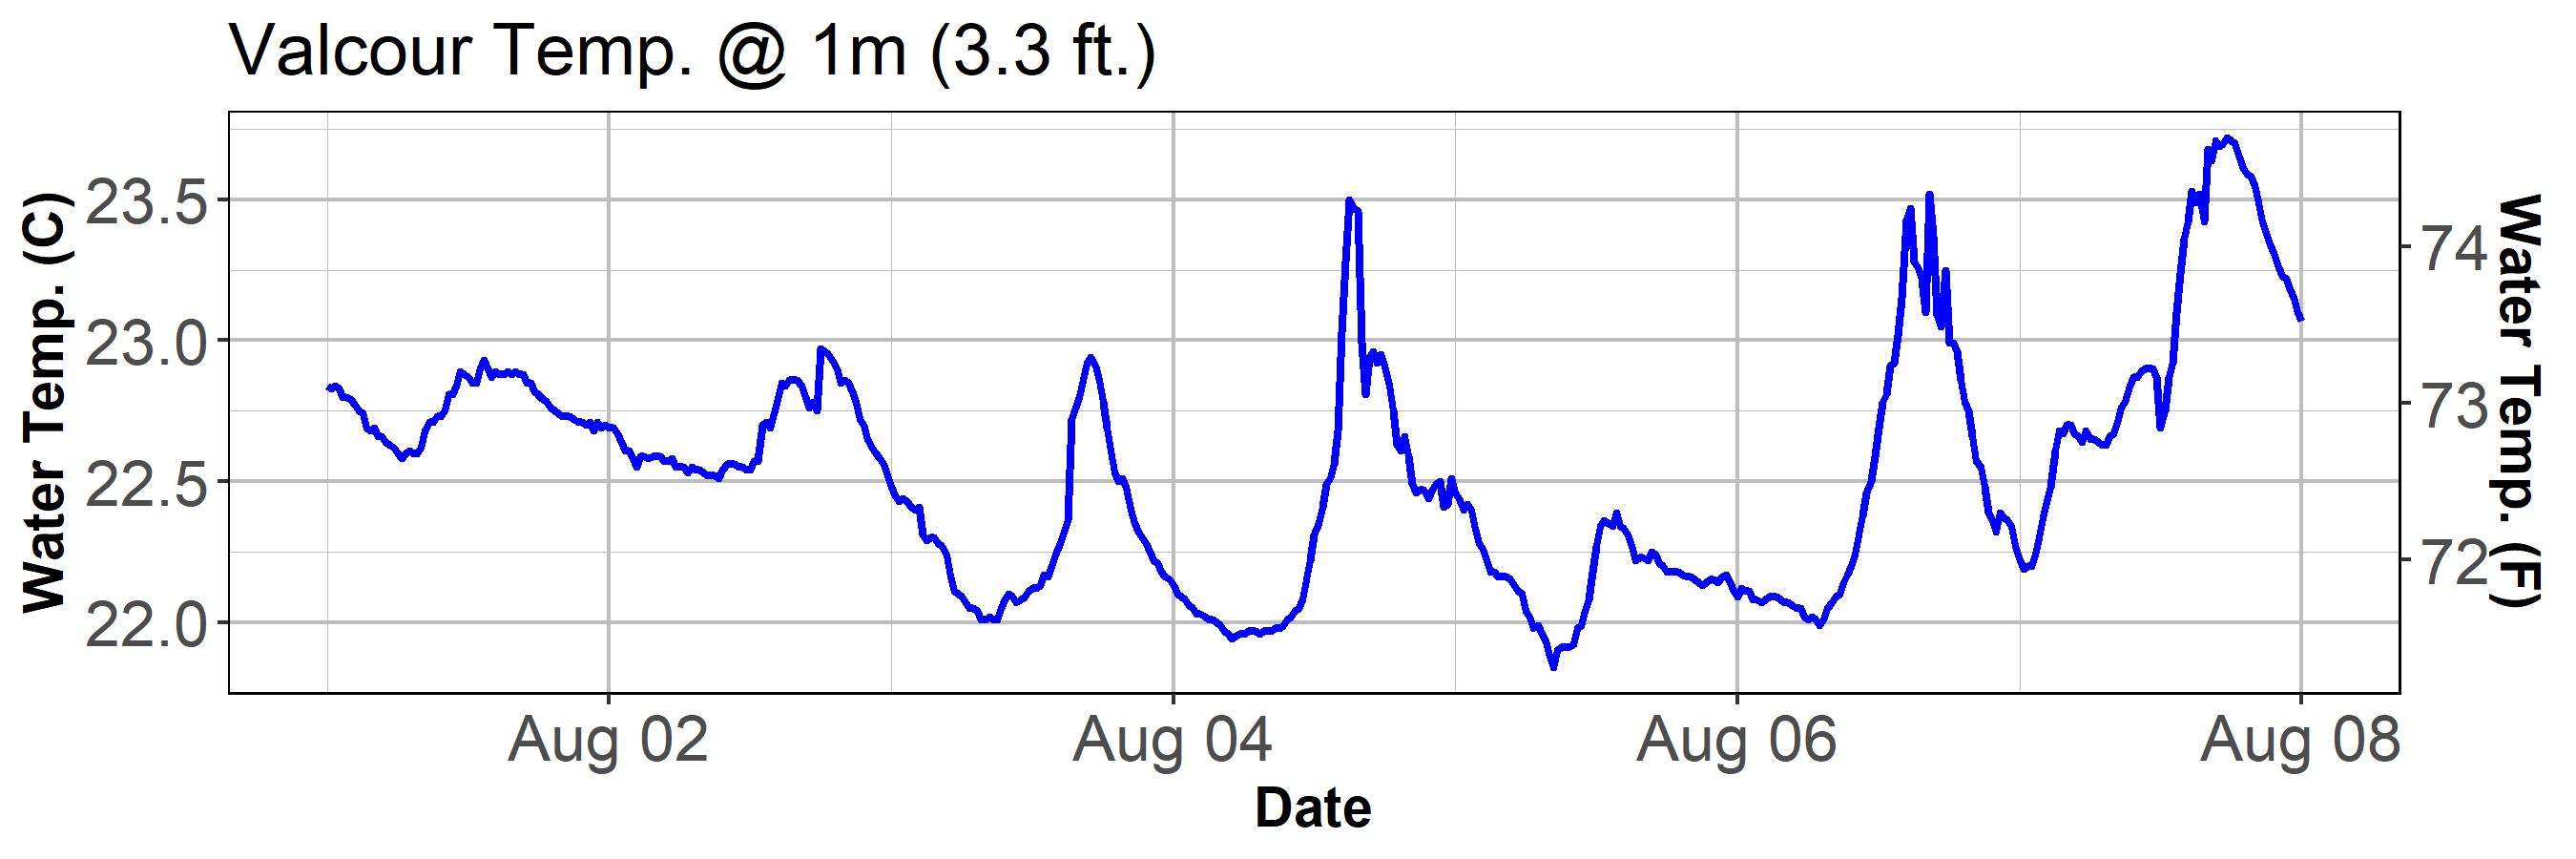 Valcour Temp. @ 1m (3.3 ft.)
Water Temp. (C)
23.5
23.0
22.5
22.0
74
73
72
Water Temp. (F)
Aug 02
Aug 04
Aug 06
Aug 08
Date